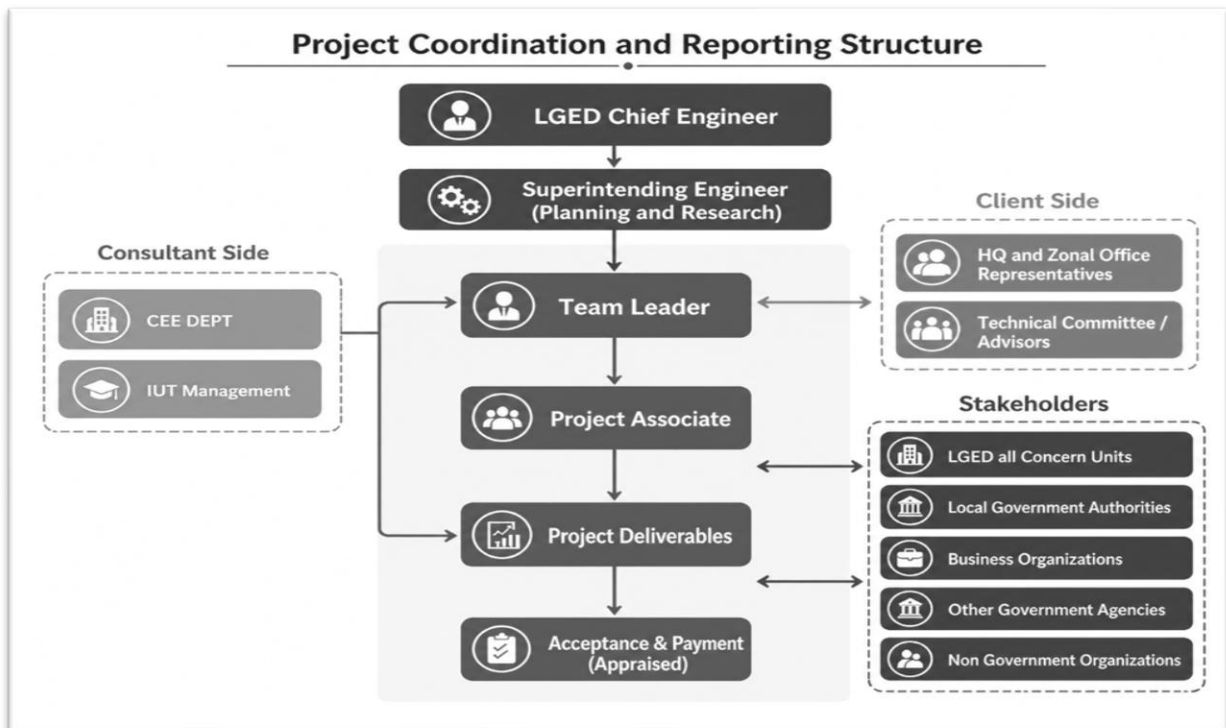 Project Coordination and Reporting Structure
LGED Chief Engineer
Superintending Engineer
(Planning and Research)
Client Side
HQ and Zonal Office
Representatives
Technical Committee /
Advisors
Consultant Side
CEE DEPT
IUT Management
Team Leader
Project Associate
Project Deliverables
Acceptance & Payment
(Appraised)
Stakeholders
LGED all Concern Units
Local Government Authorities
Business Organizations
Other Government Agencies
Non Government Organizations